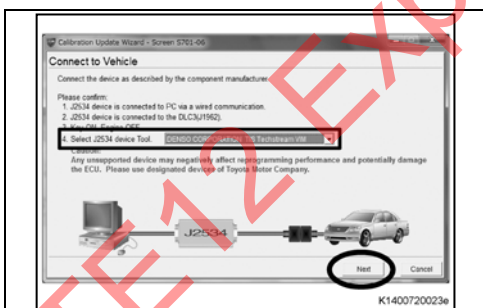 Calibration Update Wizard - Screen S701-06
Connect to Vehicle
Connect the device as described by the component manufacturer.
Please confirm:
1. J2534 device is connected to PC via a wired communication.
2. J2534 device is connected to the DLC3(J1962).
3. Key ON, Engine OFF
4. Select J2534 device Tool. DENSO CORPORATION
Caution:
Any unsupported device may negatively affect reprogramming performance and potentially damage
the ECU. Please use designated devices of Toyota Motor Company.
J2534
Next Cancel
K1400720023e